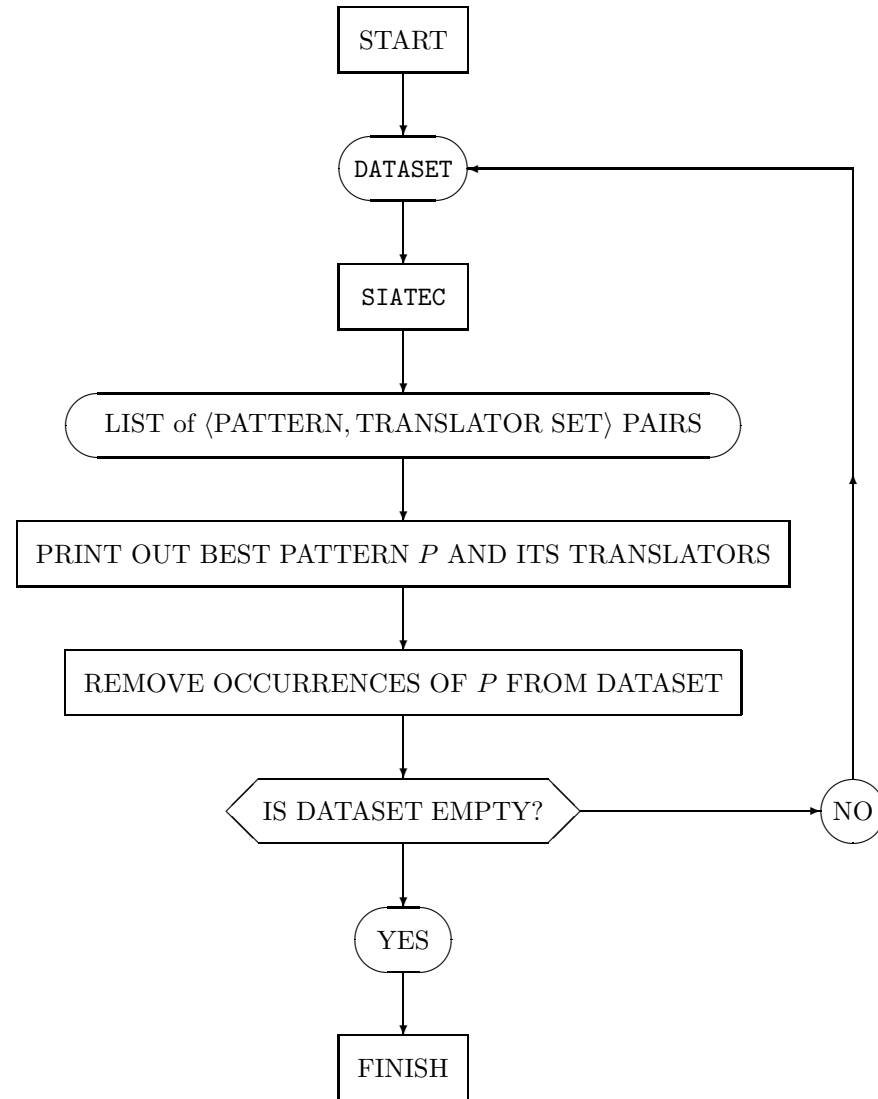 START
DATASET
SIATEC
LIST of ⟨PATTERN, TRANSLATOR SET⟩ PAIRS
PRINT OUT BEST PATTERN P AND ITS TRANSLATORS
REMOVE OCCURRENCES OF P FROM DATASET
IS DATASET EMPTY?
NO
YES
FINISH